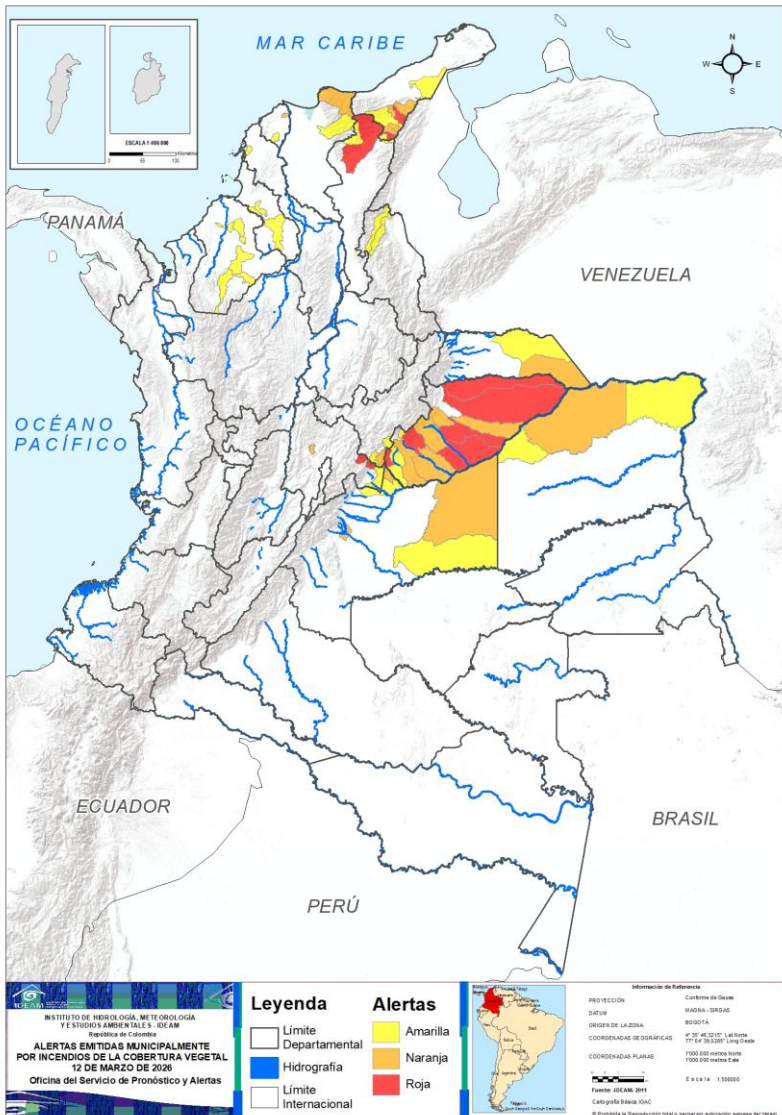 MAR CARIBE
N
W
E
S
ESCALA 1:400 000
0
65
130
PANAMÁ
VENEZUELA
OCÉANO
PACÍFICO
ECUADOR
BRASIL
PERÚ
IDEAM
INSTITUTO DE HIDROLOGÍA, METEOROLOGÍA
Y ESTUDIOS AMBIENTALES - IDEAM
República de Colombia
ALERTAS EMITIDAS MUNICIPALMENTE
POR INCENDIOS DE LA COBERTURA VEGETAL
12 DE MARZO DE 2026
Oficina del Servicio de Pronóstico y Alertas
Leyenda
Límite
Departamental
Hidrografía
Límite
Internacional
Alertas
Amarilla
Naranja
Roja
Información de Referencia
PROYECCIÓN
Conforme de Gauss
DATUM
MAGNA - SIRGAS
ORIGEN DE LA ZONA
BOGOTÁ
COORDENADAS GEOGRÁFICAS
COORDENADAS PLANAS
1'000.000 metros Norte
1'000.000 metros Este
Escala 1:500000
Fuente: IDEAM 2011
Cartografía Básica IGAC